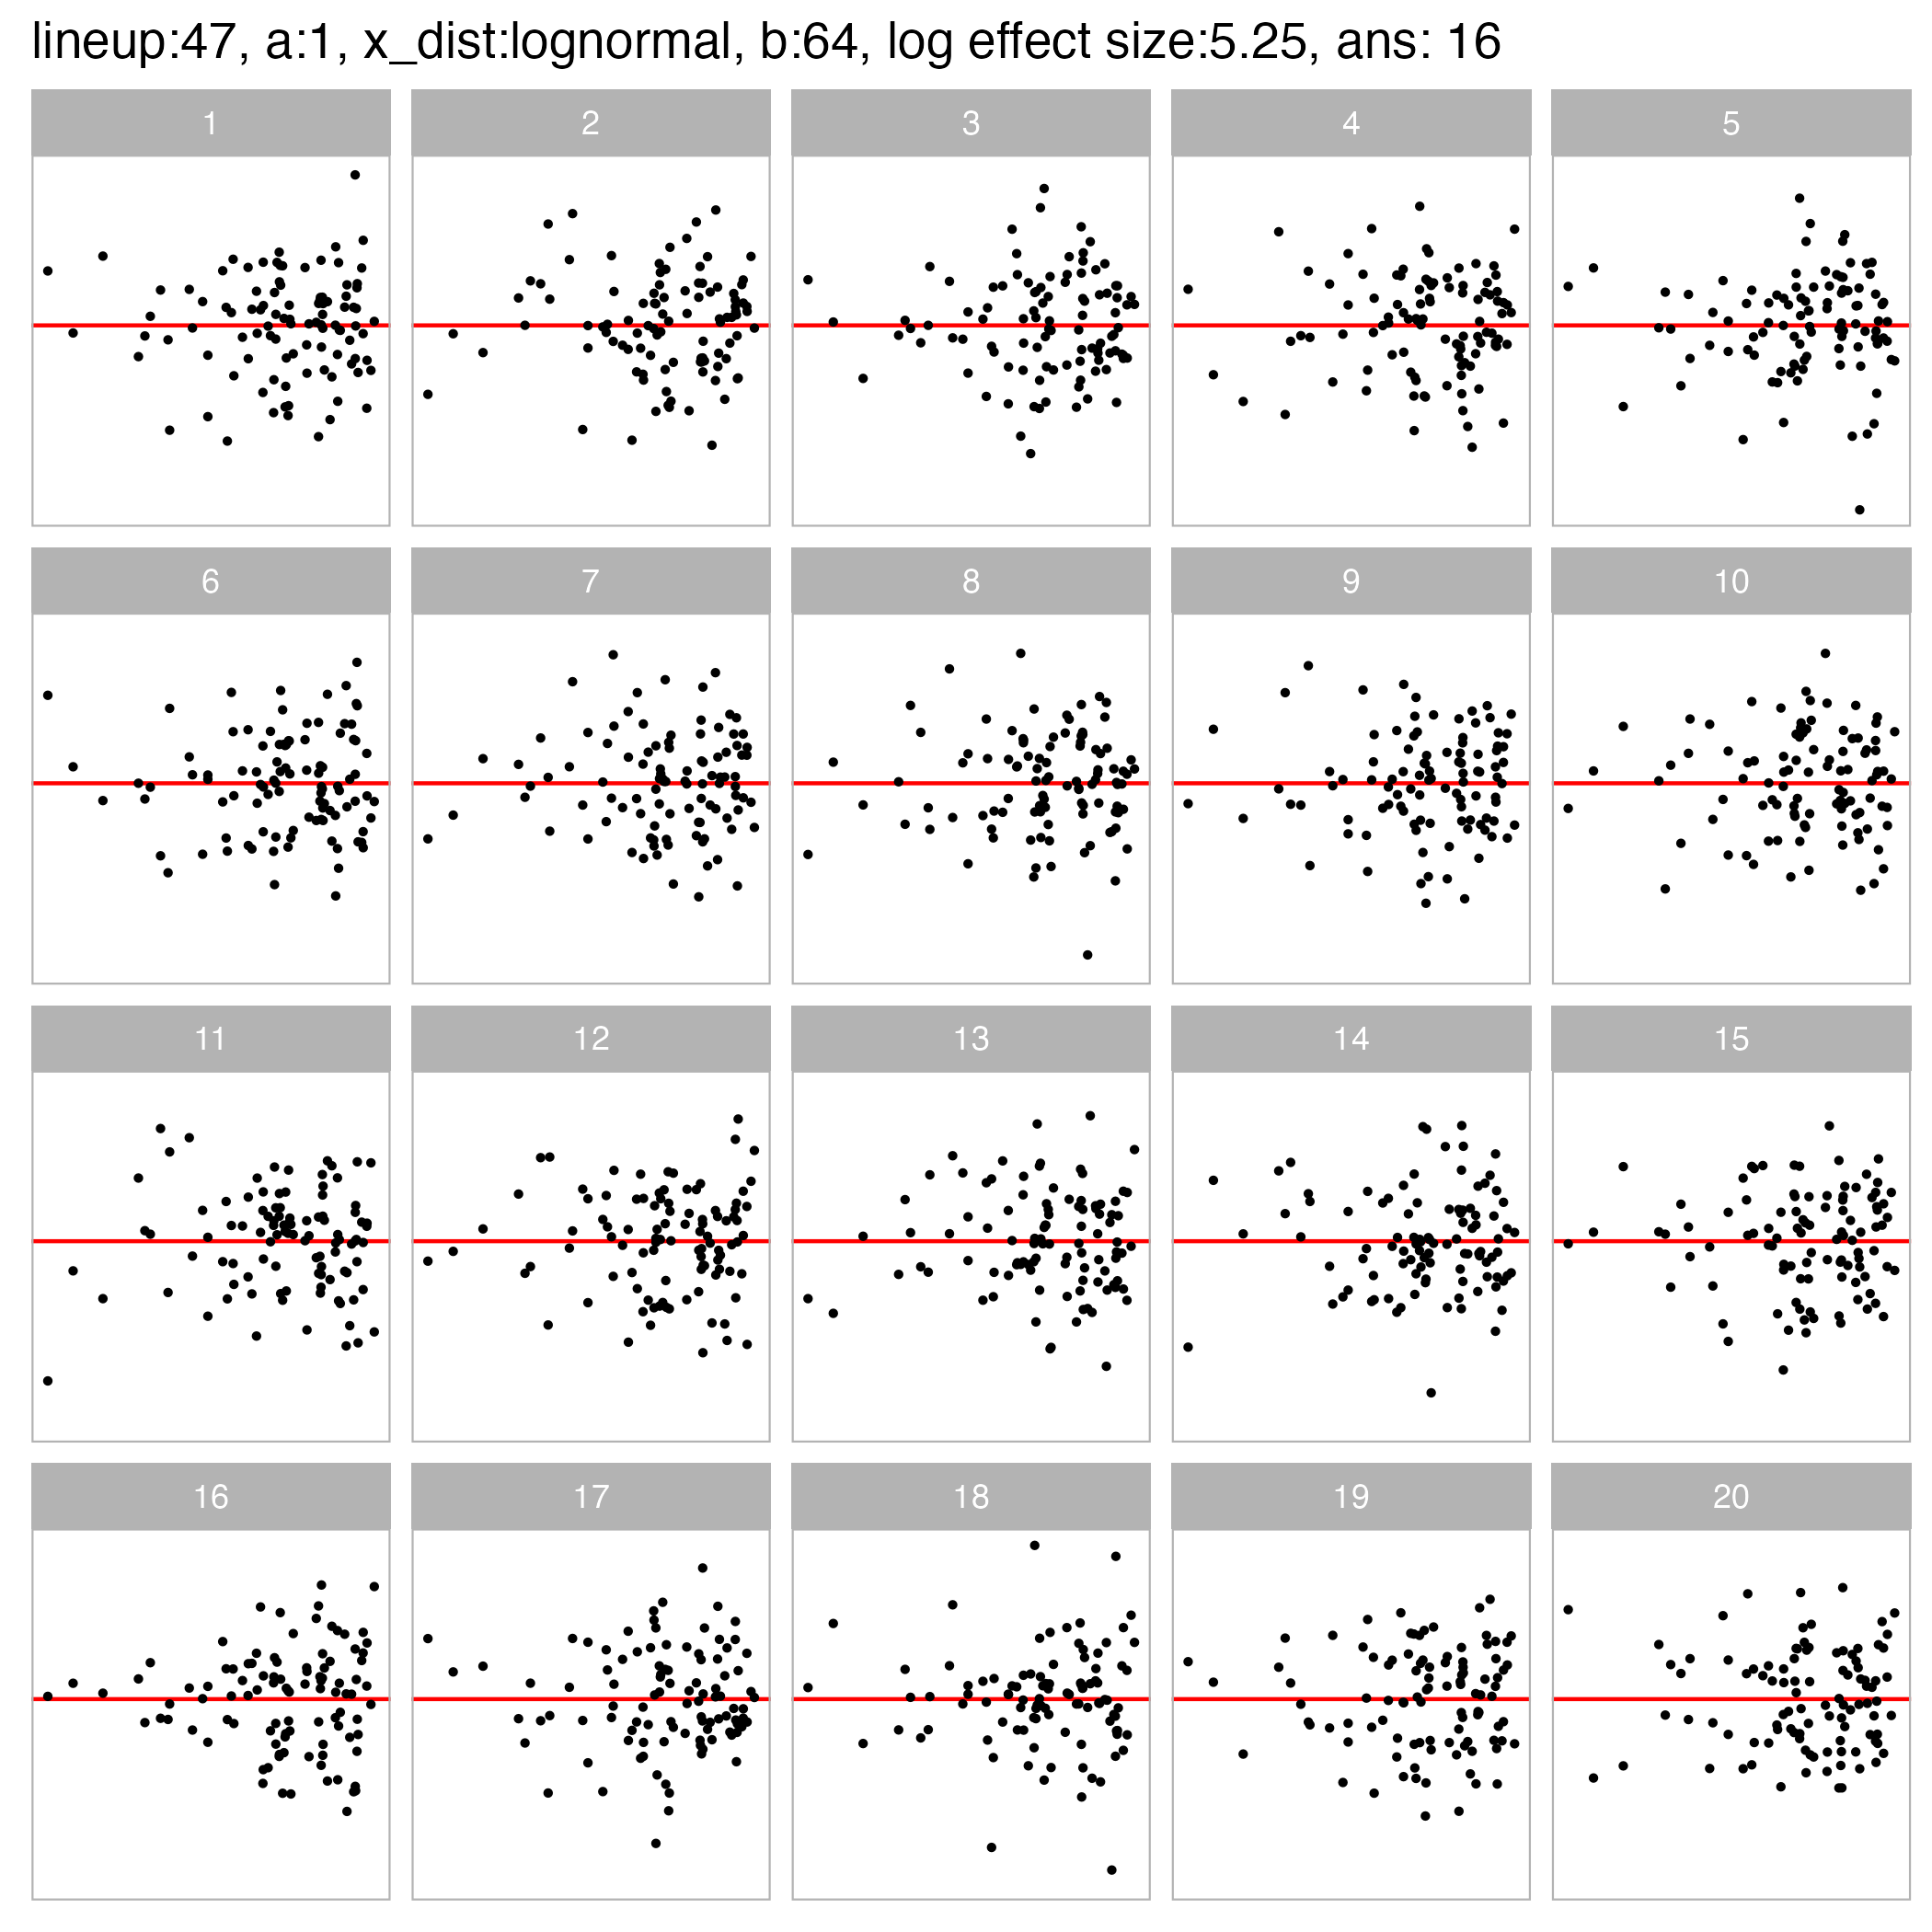 lineup:47, a:1, x_dist:lognormal, b:64, log effect size:5.25, ans: 16
1 2 3 4 5
6 7 8 9 10
11 12 13 14 15
16 17 18 19 20